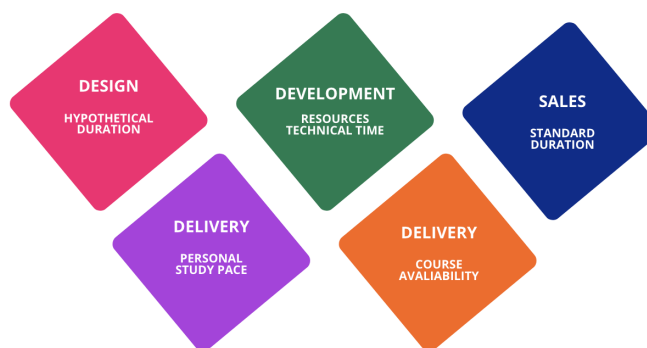 DESIGN
HYPOTHETICAL
DURATION
DEVELOPMENT
RESOURCES
TECHNICAL TIME
SALES
STANDARD
DURATION
DELIVERY
PERSONAL
STUDY PACE
DELIVERY
COURSE
AVALIABILITY